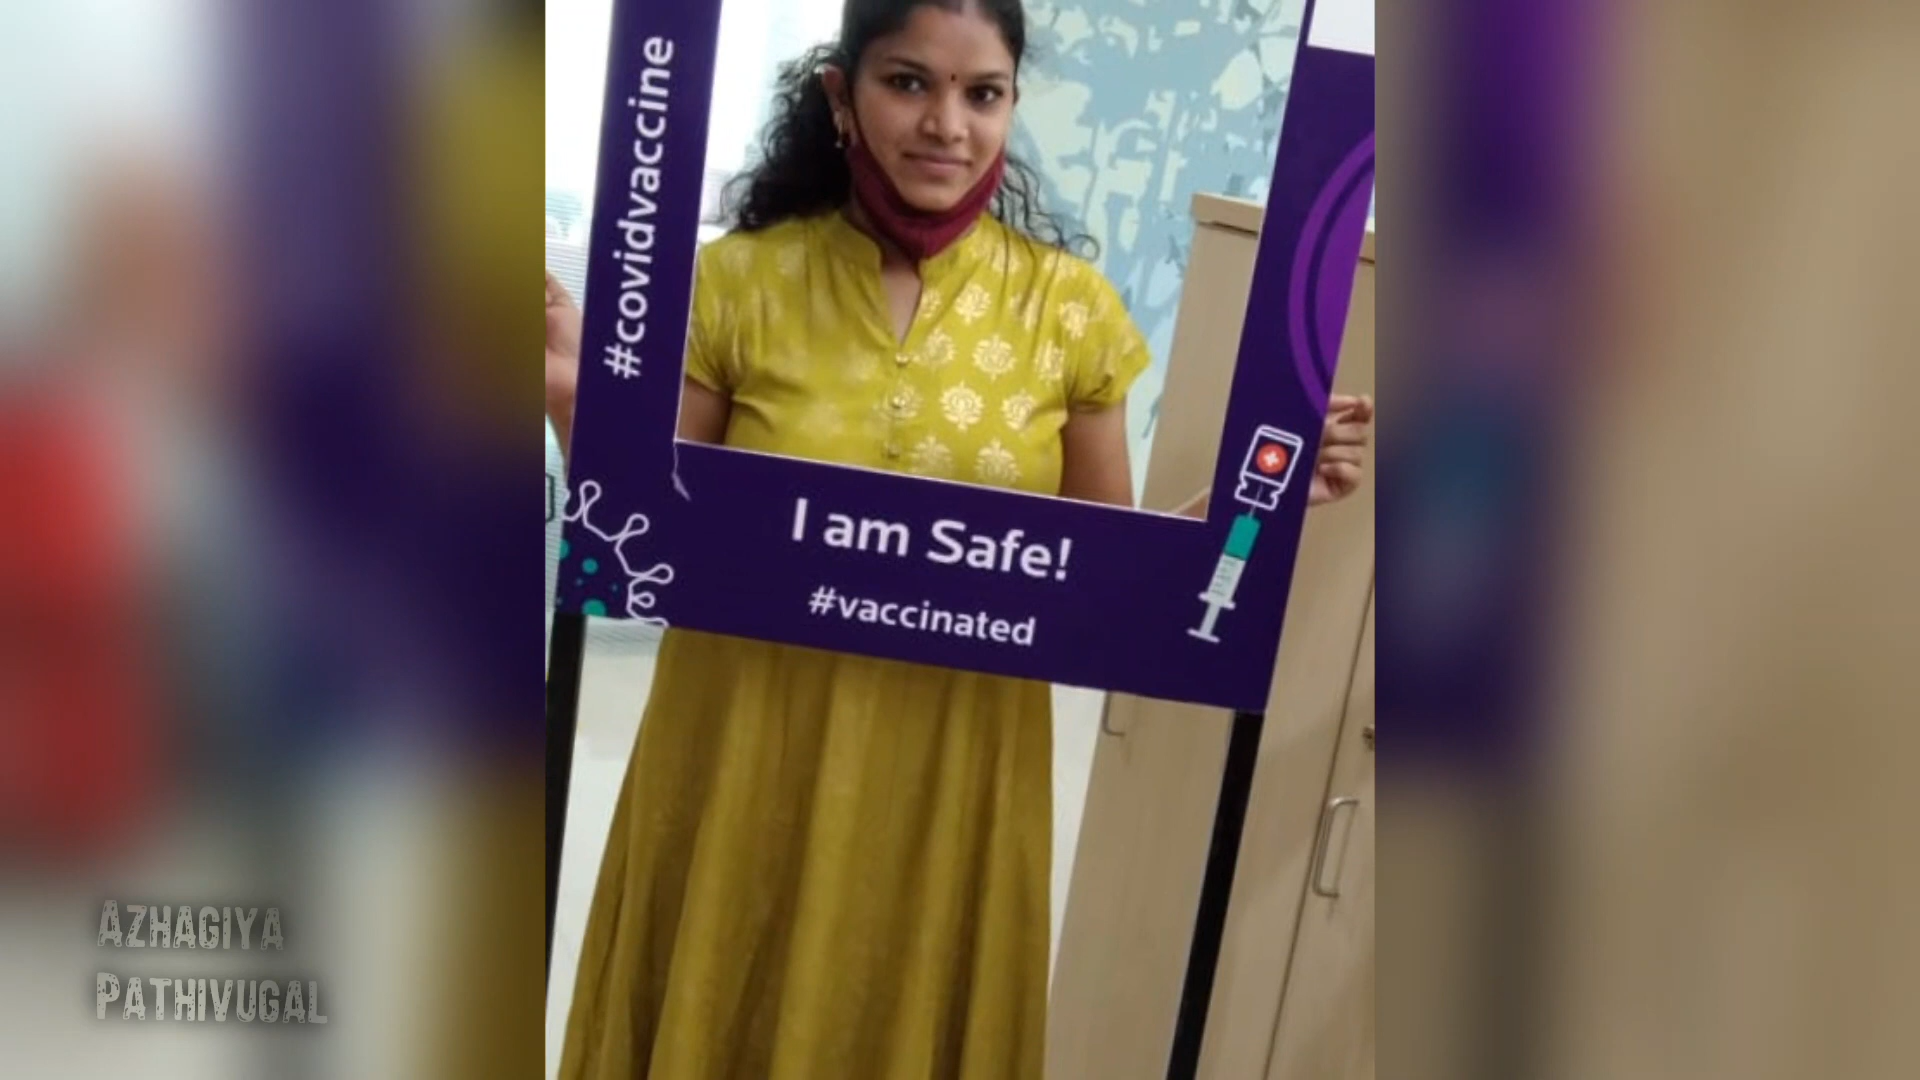 #covidvaccine
I am Safe!
#vaccinated
AZHAGIYA
PATHIVUGAL